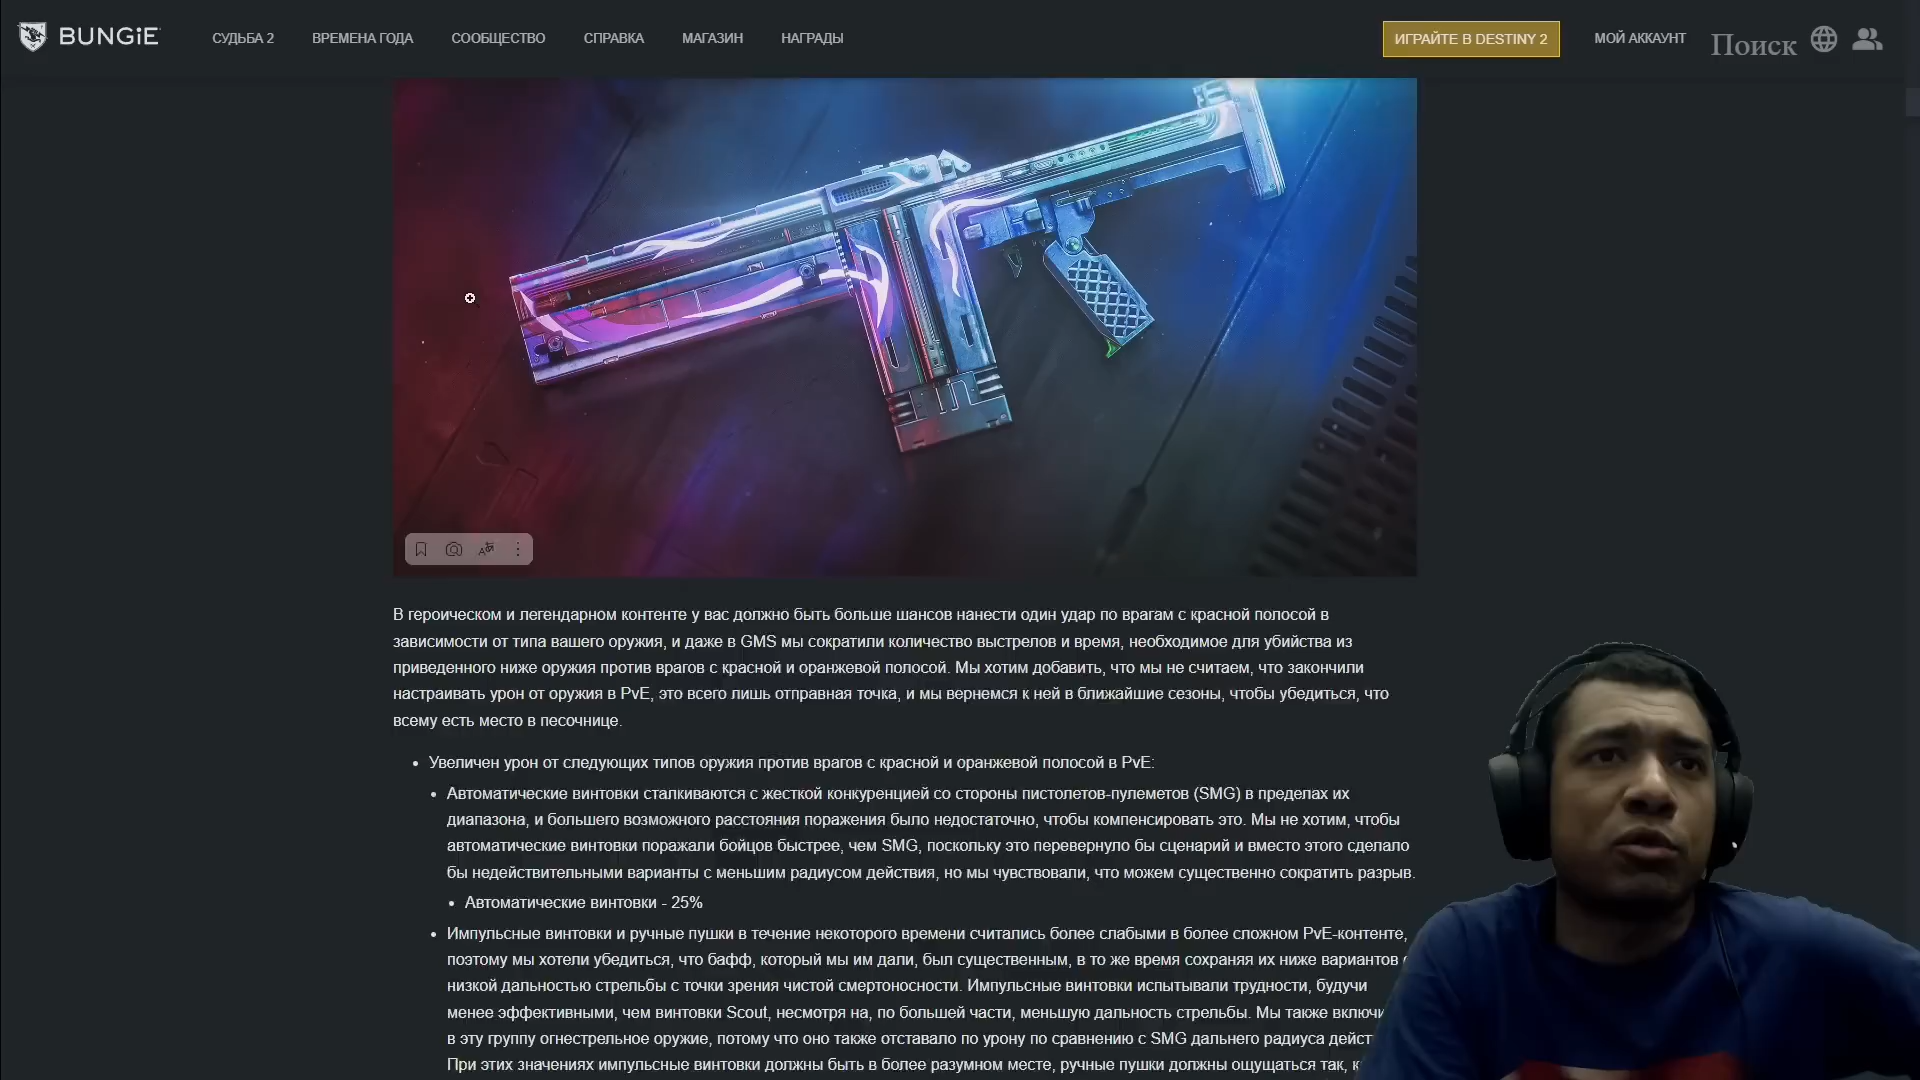 BUNGiE СУДЬБА 2 ВРЕМЕНА ГОДА СООБЩЕСТВО СПРАВКА МАГАЗИН НАГРАДЫ ИГРАЙТЕ В DESTINY 2 МОЙ АККАУНТ Поиск
В героическом и легендарном контенте у вас должно быть больше шансов нанести один удар по врагам с красной полосой в
зависимости от типа вашего оружия, и даже в GMS мы сократили количество выстрелов и время, необходимое для убийства из
приведенного ниже оружия против врагов с красной и оранжевой полосой. Мы хотим добавить, что мы не считаем, что закончили
настраивать урон от оружия в PvE, это всего лишь отправная точка, и мы вернемся к ней в ближайшие сезоны, чтобы убедиться, что
всему есть место в песочнице.
• Увеличен урон от следующих типов оружия против врагов с красной и оранжевой полосой в PvE:
• Автоматические винтовки сталкиваются с жесткой конкуренцией со стороны пистолетов-пулеметов (SMG) в пределах их
диапазона, и большего возможного расстояния поражения было недостаточно, чтобы компенсировать это. Мы не хотим, чтобы
автоматические винтовки поражали бойцов быстрее, чем SMG, поскольку это перевернуло бы сценарий и вместо этого сделало
бы недействительными варианты с меньшим радиусом действия, но мы чувствовали, что можем существенно сократить разрыв.
• Автоматические винтовки - 25%
• Импульсные винтовки и ручные пушки в течение некоторого времени считались более слабыми в более сложном PvE-контенте,
поэтому мы хотели убедиться, что бафф, который мы им дали, был существенным, в то же время сохраняя их ниже вариантов
низкой дальностью стрельбы с точки зрения чистой смертоносности. Импульсные винтовки испытывали трудности, будучи
менее эффективными, чем винтовки Scout, несмотря на, по большей части, меньшую дальность стрельбы. Мы также включи
в эту группу огнестрельное оружие, потому что оно также отставало по урону по сравнению с SMG дальнего радиуса дейст
При этих значениях импульсные винтовки должны быть в более разумном месте, ручные пушки должны ощущаться так, к